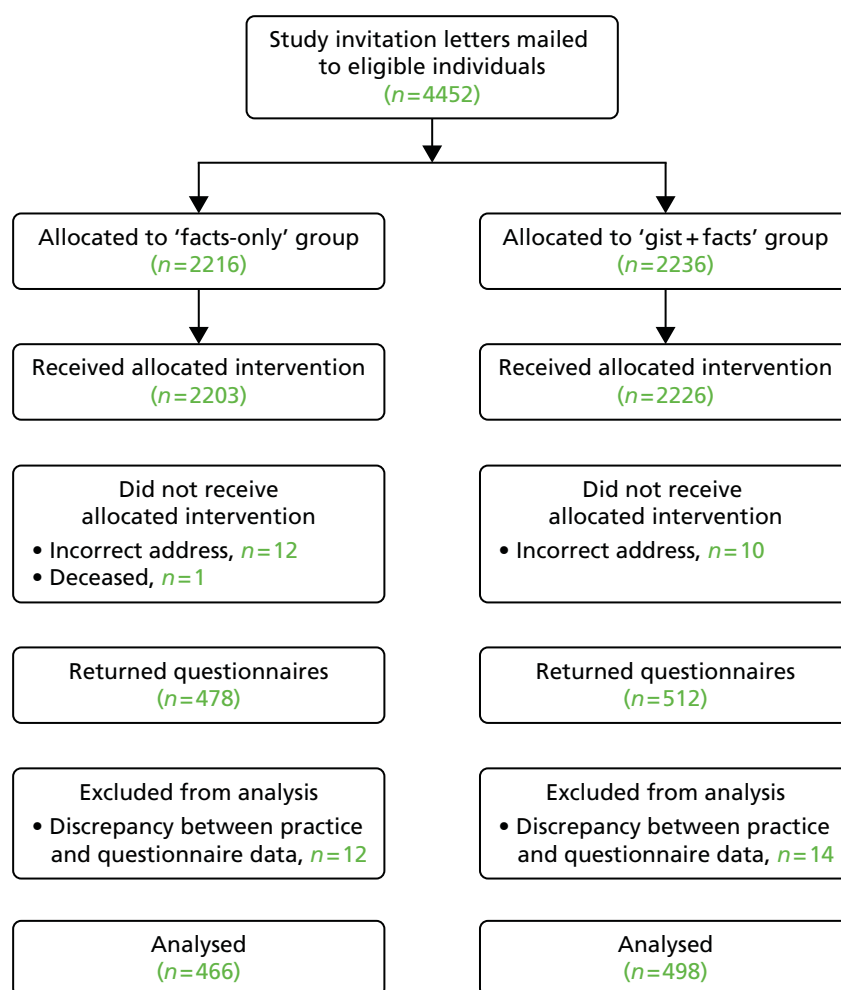 Study invitation letters mailed
to eligible individuals
(n=4452)
Allocated to ‘facts-only’ group
(n=2216)
Allocated to ‘gist+facts’ group
(n=2236)
Received allocated intervention
(n=2203)
Received allocated intervention
(n=2226)
Did not receive
allocated intervention
• Incorrect address, n=12
• Deceased, n=1
Did not receive
allocated intervention
• Incorrect address, n=10
Returned questionnaires
(n=478)
Returned questionnaires
(n=512)
Excluded from analysis
• Discrepancy between practice
and questionnaire data, n=12
Excluded from analysis
• Discrepancy between practice
and questionnaire data, n=14
Analysed
(n=466)
Analysed
(n=498)